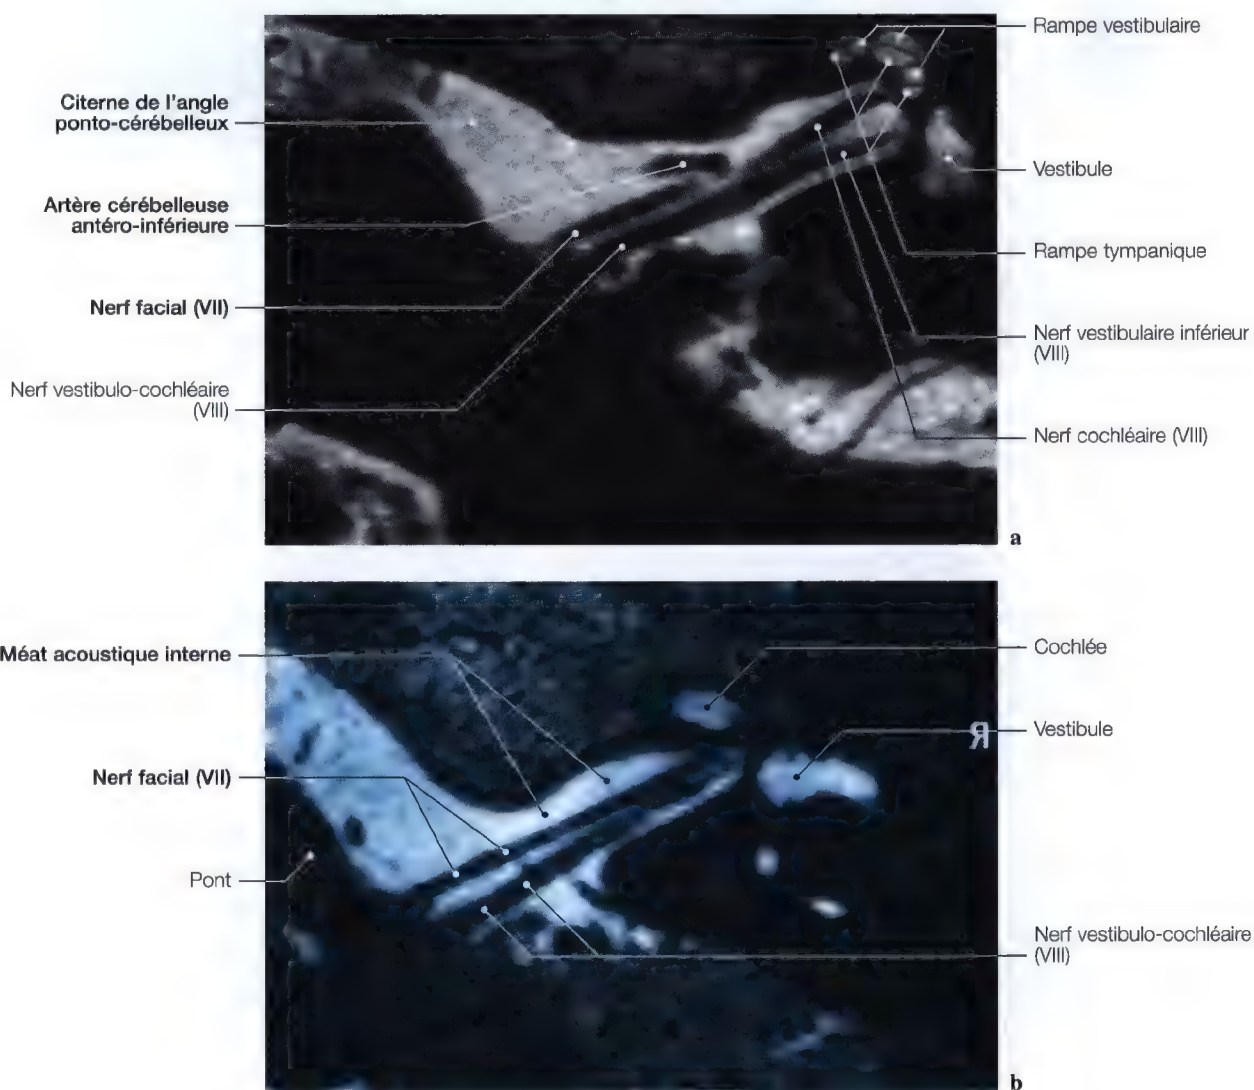 Rampe vestibulaire
Citerne de l'angle
ponto-cérébelleux
Vestibule
Artère cérébelleuse
antéro-inférieure
Rampe tympanique
Nerf facial (VII)
Nerf vestibulaire inférieur
(VIII)
Nerf vestibulo-cochléaire
(VIII)
Nerf cochléaire (VIII)
a
Méat acoustique interne
Cochlée
Vestibule
R
Nerf facial (VII)
Pont
Nerf vestibulo-cochléaire
(VIII)
b